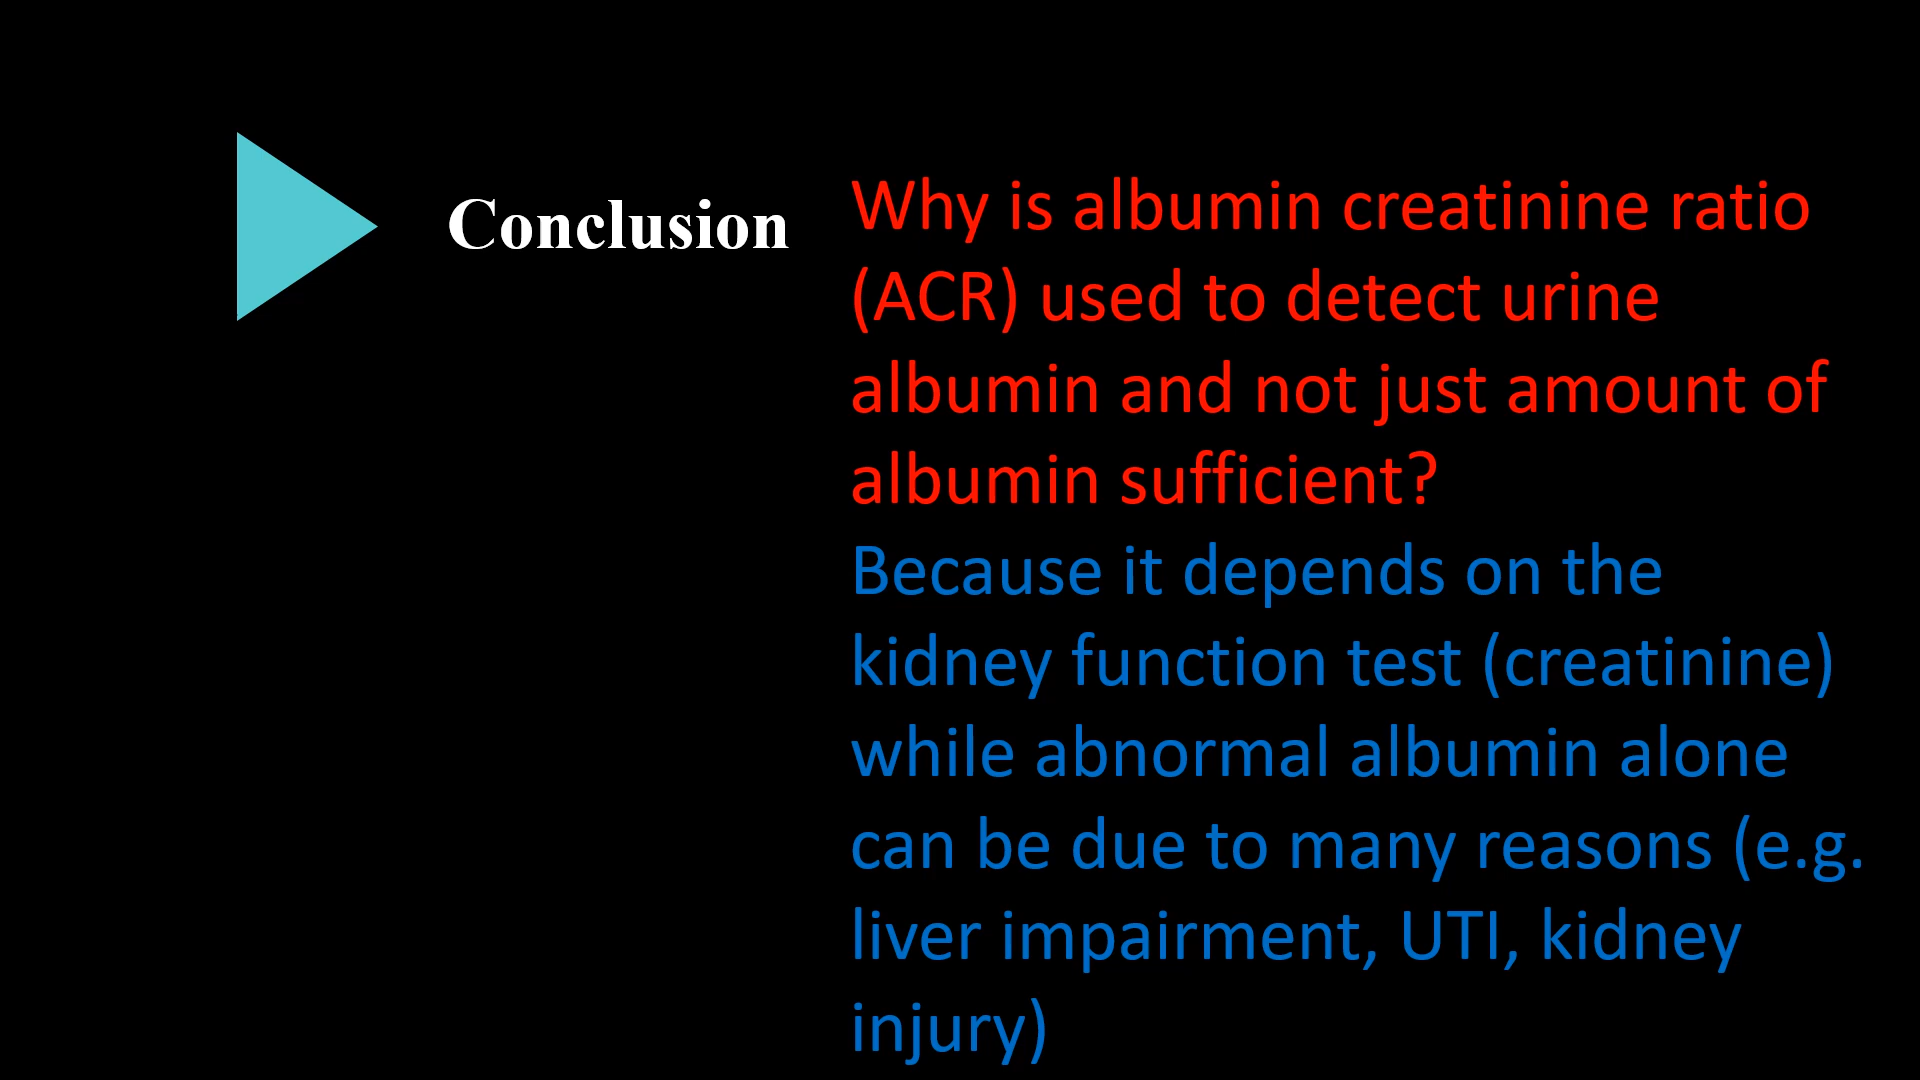 Conclusion
Why is albumin creatinine ratio
(ACR) used to detect urine
albumin and not just amount of
albumin sufficient?
Because it depends on the
kidney function test (creatinine)
while abnormal albumin alone
can be due to many reasons (e.g.
liver impairment, UTI, kidney
injury)